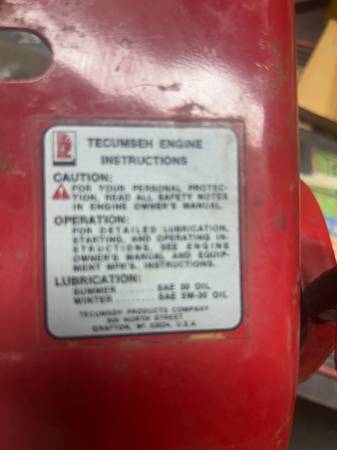 TECUMSEH ENGINE
INSTRUCTIONS
CAUTION:
FOR YOUR PERSONAL PROTEC-
TION, READ ALL SAFETY NOTES
IN ENGINE OWNER'S MANUAL.
OPERATION:
FOR DETAILED LUBRICATION,
STARTING, AND OPERATING IN-
STRUCTIONS, SEE ENGINE
OWNER'S MANUAL AND EQUIP-
MENT MFR'S. INSTRUCTIONS.
LUBRICATION:
SUMMER ........ SAE 30 OIL
WINTER ........ SAE 5W-30 OIL
TECUMSEH PRODUCTS COMPANY
900 NORTH STREET
GRAFTON, WI 53024, U.S.A.